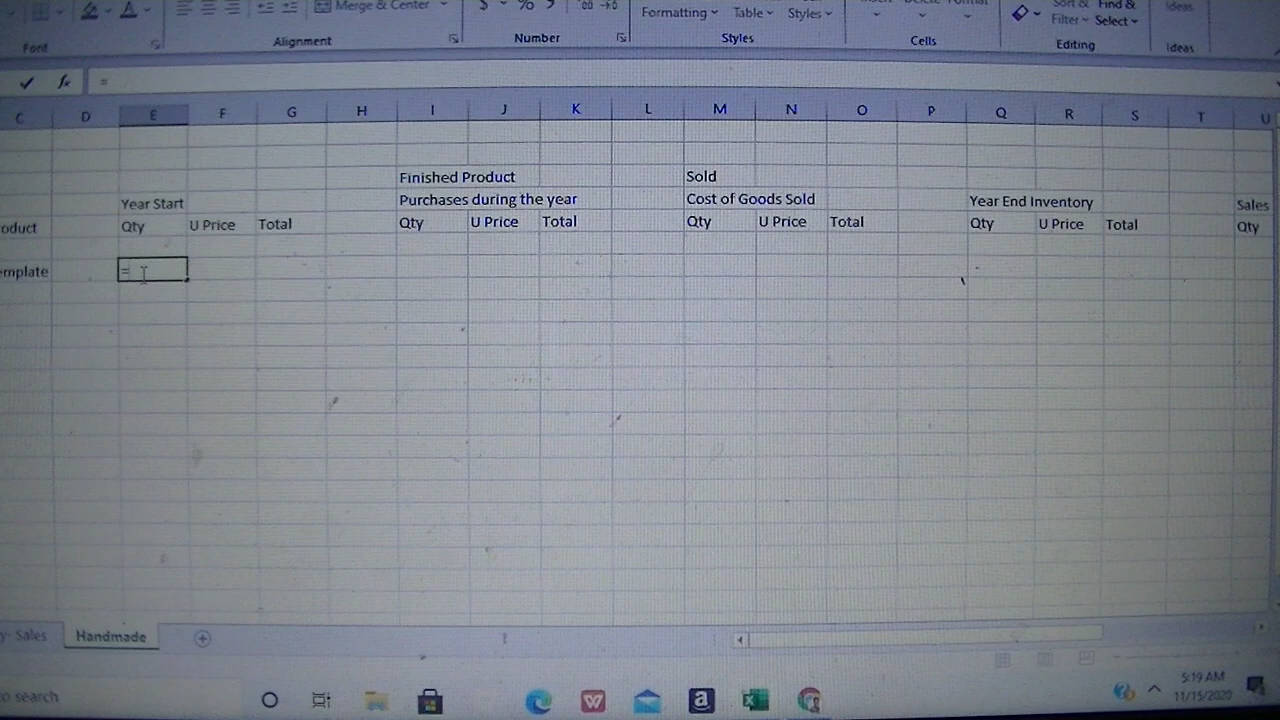 Merge & Center
$ % ,
Formatting Table Styles
Sort & Find &
Filter Select
Ideas
Font Alignment Number Styles Cells Editing Ideas
fx =
C D E F G H I J K L M N O P Q R S T U
Finished Product Sold
Year Start Purchases during the year Cost of Goods Sold Year End Inventory Sales
oduct Qty U Price Total Qty U Price Total Qty U Price Total Qty U Price Total Qty
emplate =
y- Sales Handmade
o search
5:19 AM
11/15/2020